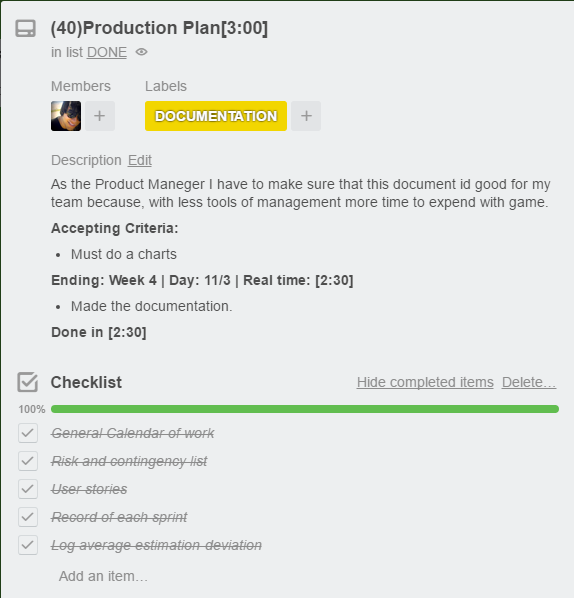 (40)Production Plan[3:00]
in list DONE
Members
Labels
+
DOCUMENTATION
+
Description Edit
As the Product Maneger I have to make sure that this document id good for my
team because, with less tools of management more time to expend with game.
Accepting Criteria:
• Must do a charts
Ending: Week 4 | Day: 11/3 | Real time: [2:30]
• Made the documentation.
Done in [2:30]
Checklist
Hide completed items Delete…
100%
General Calendar of work
Risk and contingency list
User stories
Record of each sprint
Log average estimation deviation
Add an item…